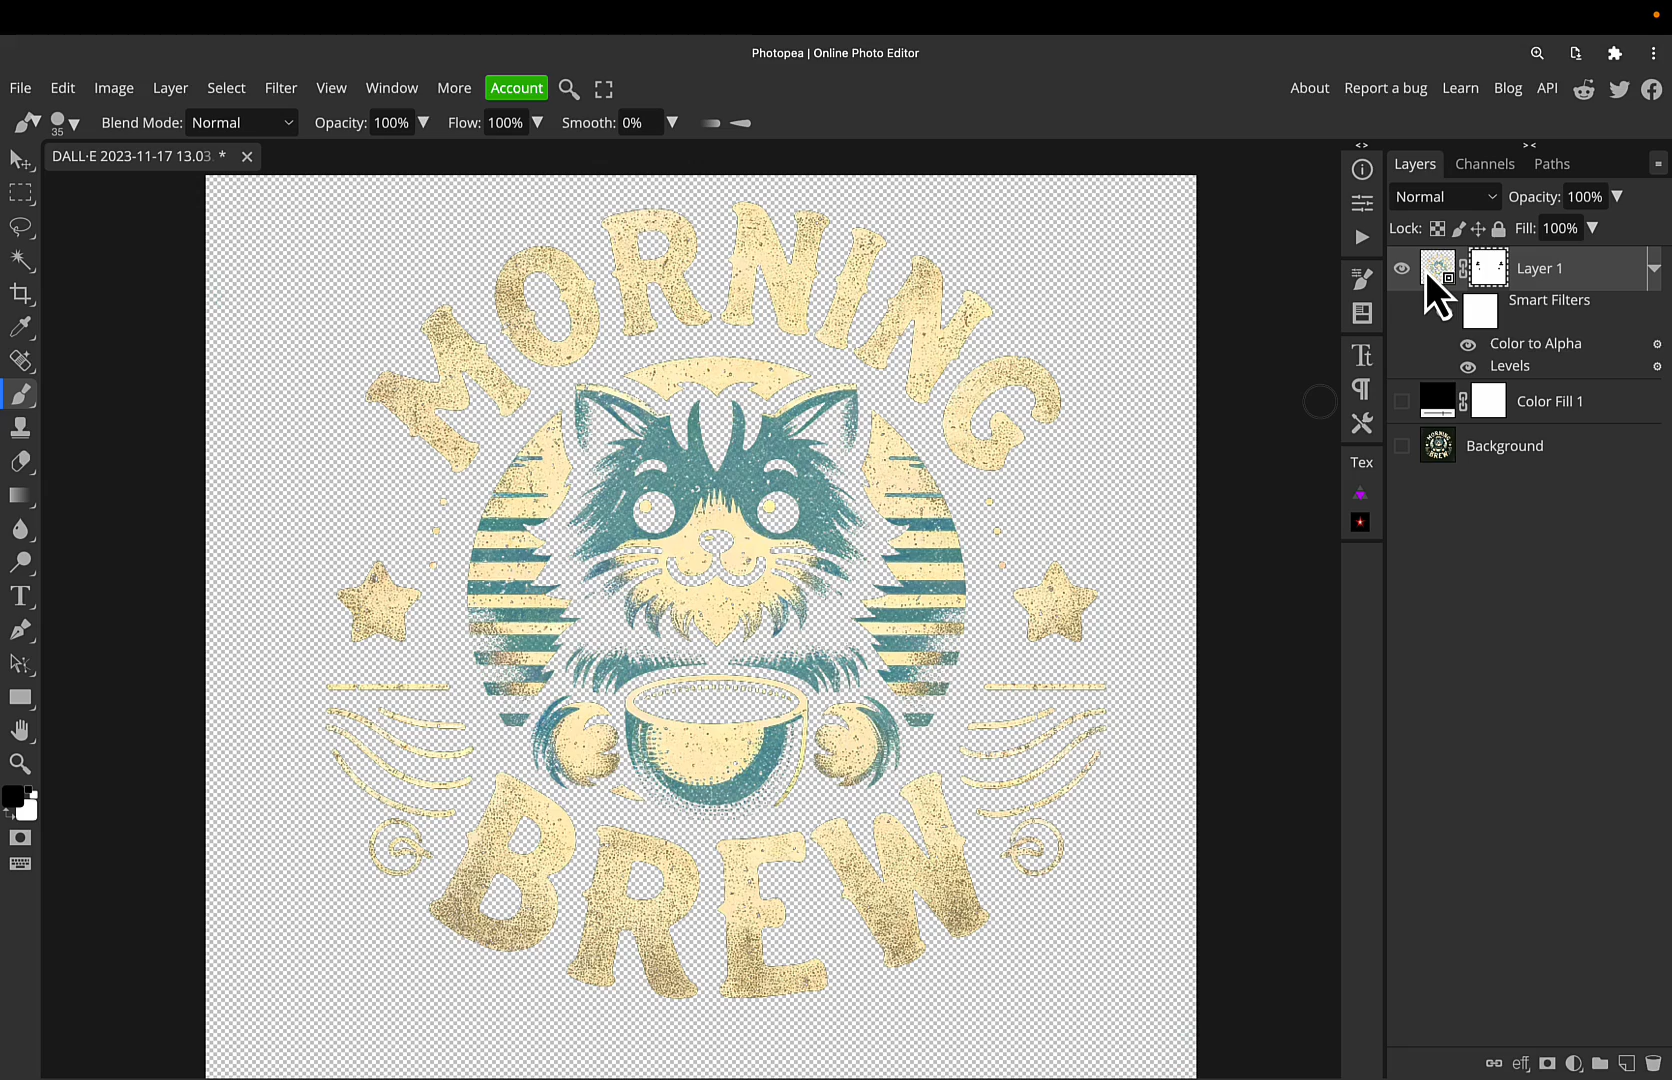 Photopea | Online Photo Editor
File Edit Image Layer Select Filter View Window More Account About Report a bug Learn Blog API
35 Blend Mode: Normal Opacity: 100% Flow: 100% Smooth: 0%
DALL·E 2023-11-17 13.03. *
Layers Channels Paths
Normal Opacity: 100%
Lock: Fill: 100%
Layer 1
Smart Filters
Color to Alpha
Levels
Color Fill 1
Background
Tex
MORNING
BREW
eff